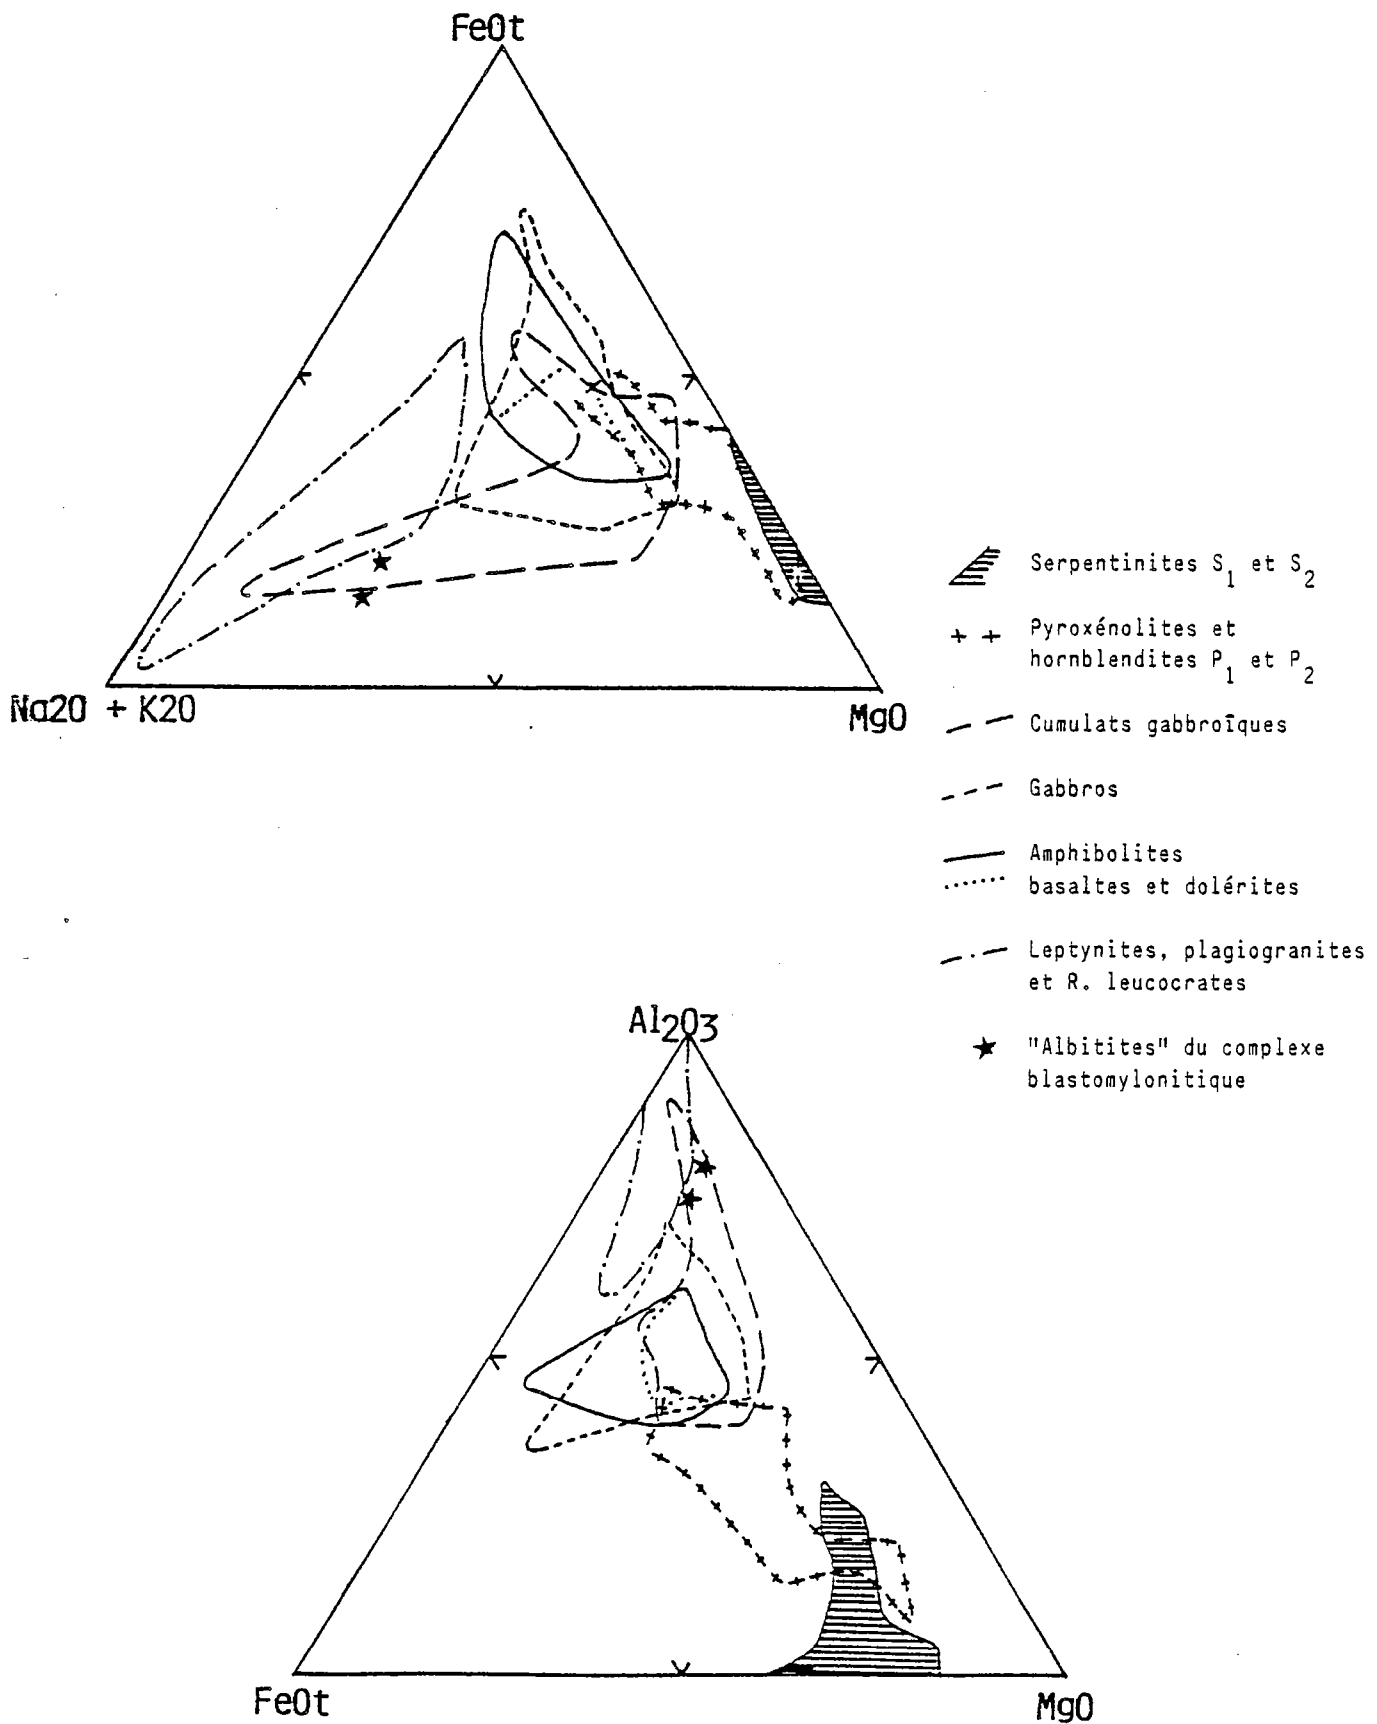 FeOt
Na2O + K2O
MgO
Serpentinites S1 et S2
Pyroxénolites et
hornblendites P1 et P2
Cumulats gabbroïques
Gabbros
Amphibolites
basaltes et dolérites
Leptynites, plagiogranites
et R. leucocrates
"Albitites" du complexe
blastomylonitique
Al2O3
FeOt
MgO